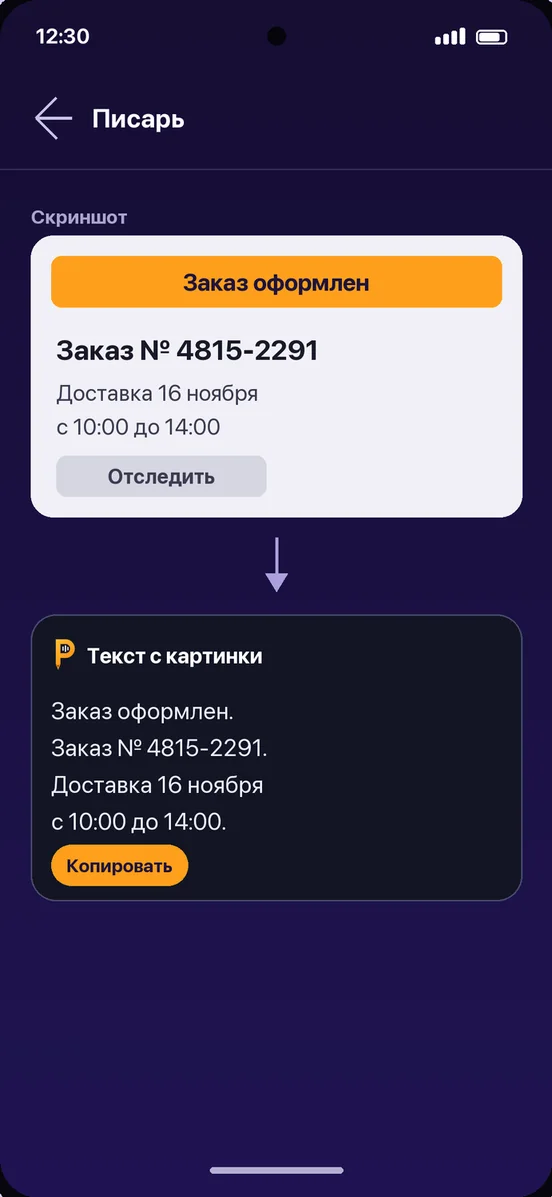 12:30
Писарь
Скриншот
Заказ оформлен
Заказ № 4815-2291
Доставка 16 ноября
с 10:00 до 14:00
Отследить
Текст с картинки
Заказ оформлен.
Заказ № 4815-2291.
Доставка 16 ноября
с 10:00 до 14:00.
Копировать